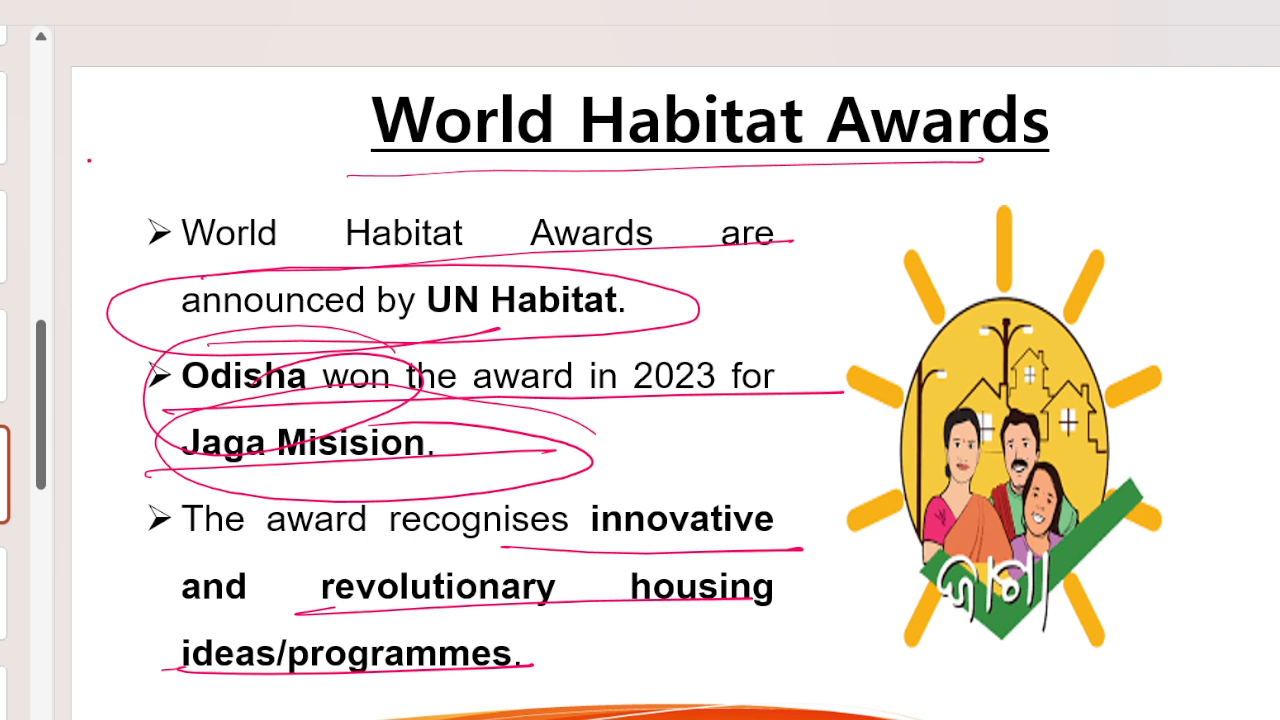 World Habitat Awards
➢ World Habitat Awards are
announced by UN Habitat.
➢ Odisha won the award in 2023 for
Jaga Misision.
➢ The award recognises innovative
and revolutionary housing
ideas/programmes.
ଜାଗା